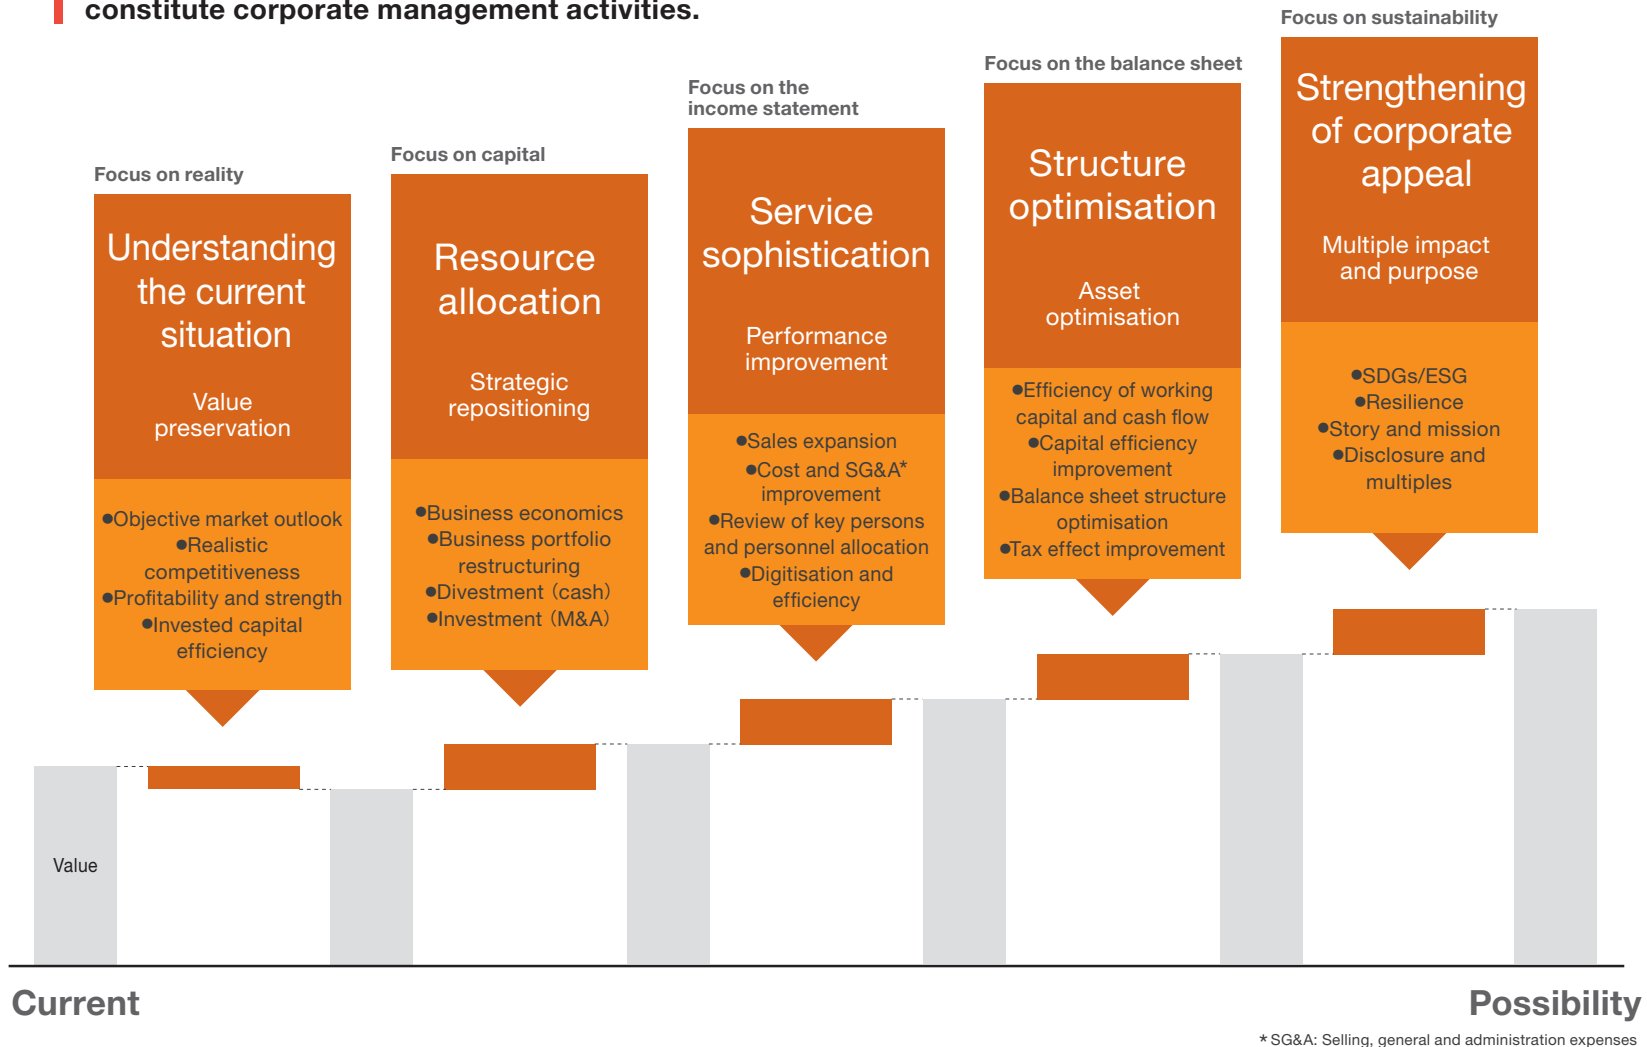 constitute corporate management activities.
Focus on reality
Understanding
the current
situation
Value
preservation
●Objective market outlook
●Realistic
competitiveness
●Profitability and strength
●Invested capital
efficiency
Focus on capital
Resource
allocation
Strategic
repositioning
●Business economics
●Business portfolio
restructuring
●Divestment（cash）
●Investment（M&A）
Focus on the
income statement
Service
sophistication
Performance
improvement
●Sales expansion
●Cost and SG&A*
improvement
●Review of key persons
and personnel allocation
●Digitisation and
efficiency
Focus on the balance sheet
Structure
optimisation
Asset
optimisation
●Efficiency of working
capital and cash flow
●Capital efficiency
improvement
●Balance sheet structure
optimisation
●Tax effect improvement
Focus on sustainability
Strengthening
of corporate
appeal
Multiple impact
and purpose
●SDGs/ESG
●Resilience
●Story and mission
●Disclosure and
multiples
Value
Current
Possibility
* SG&A: Selling, general and administration expenses